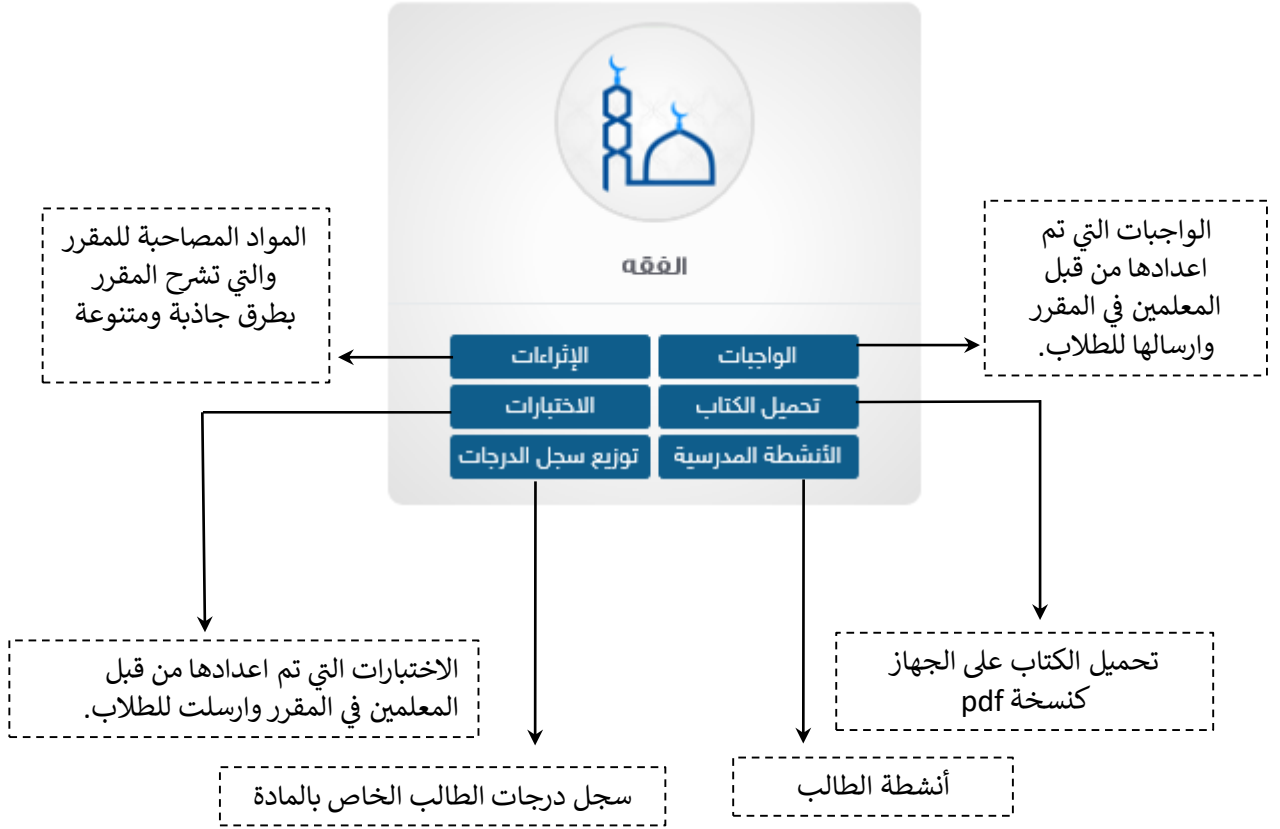 الفقه
الواجبات
الإثراءات
تحميل الكتاب
الاختبارات
الأنشطة المدرسية
توزيع سجل الدرجات
الواجبات التي تم
اعدادها من قبل
المعلمين في المقرر
وارسالها للطلاب.
المواد المصاحبة للمقرر
والتي تشرح المقرر
بطرق جاذبة ومتنوعة
تحميل الكتاب على الجهاز
كنسخة pdf
الاختبارات التي تم اعدادها من قبل
المعلمين في المقرر وارسلت للطلاب.
أنشطة الطالب
سجل درجات الطالب الخاص بالمادة